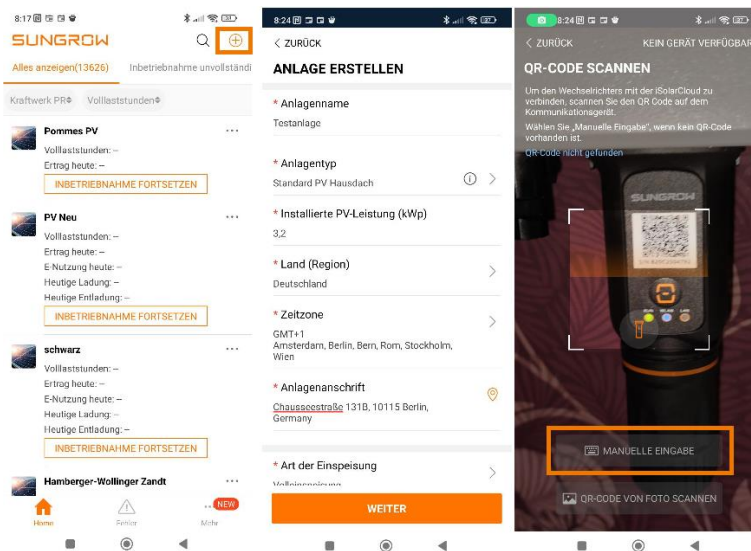 8:17
SUNGROW
Alles anzeigen(13626) Inbetriebnahme unvollständi
Kraftwerk PR Volllaststunden
Pommes PV
Volllaststunden: --
Ertrag heute: --
INBETRIEBNAHME FORTSETZEN
PV Neu
Volllaststunden: --
Ertrag heute: --
E-Nutzung heute: --
Heutige Ladung: --
Heutige Entladung: --
INBETRIEBNAHME FORTSETZEN
schwarz
Volllaststunden: --
Ertrag heute: --
E-Nutzung heute: --
Heutige Ladung: --
Heutige Entladung: --
INBETRIEBNAHME FORTSETZEN
Hamberger-Wollinger Zandt
NEW
Home Fehler Mehr
8:24
ZURÜCK
ANLAGE ERSTELLEN
* Anlagenname
Testanlage
* Anlagentyp
Standard PV Hausdach
* Installierte PV-Leistung (kWp)
3,2
* Land (Region)
Deutschland
* Zeitzone
GMT+1
Amsterdam, Berlin, Bern, Rom, Stockholm,
Wien
* Anlagenanschrift
Chausseestraße 131B, 10115 Berlin,
Germany
* Art der Einspeisung
Volleinspeisung
WEITER
8:24
ZURÜCK KEIN GERÄT VERFÜGBAR
QR-CODE SCANNEN
Um den Wechselrichters mit der iSolarCloud zu
verbinden, scannen Sie den QR Code auf dem
Kommunikationsgerät.
Wählen Sie „Manuelle Eingabe", wenn kein QR-Code
vorhanden ist.
QR-Code nicht gefunden
SUNGROW
MANUELLE EINGABE
QR-CODE VON FOTO SCANNEN